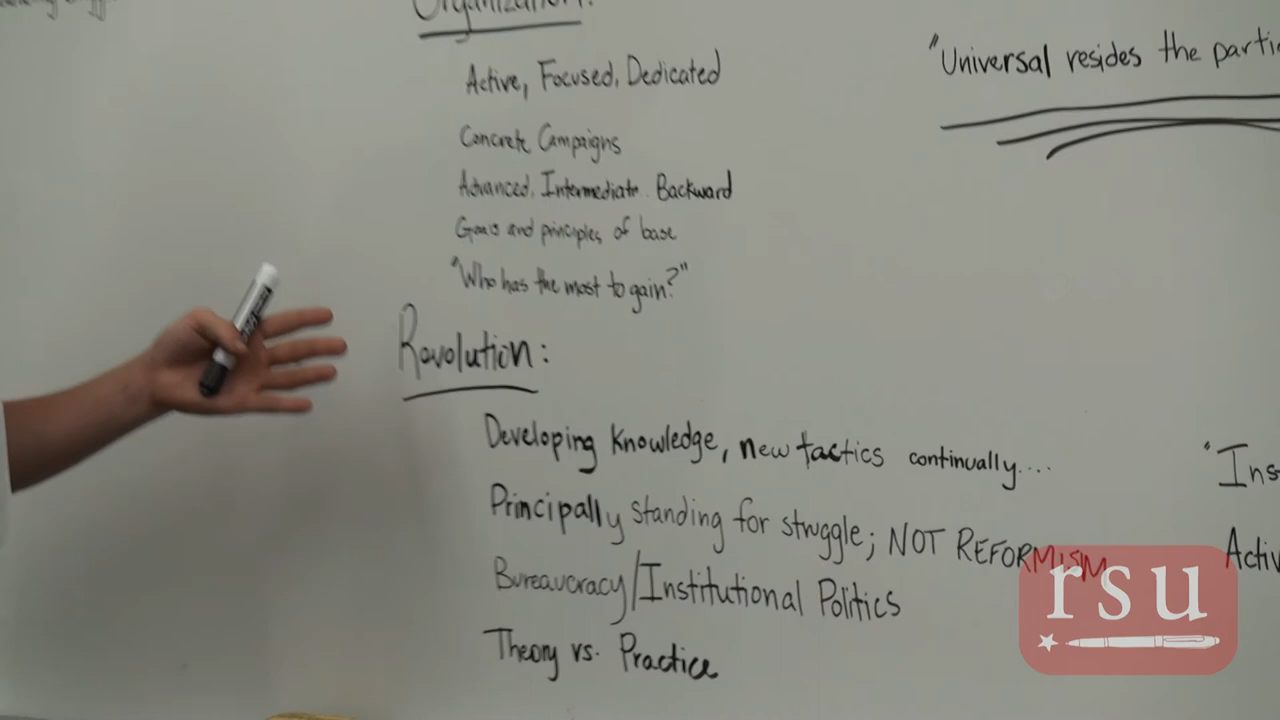 Organization:
Active, Focused, Dedicated
"Universal resides the parti
Concrete Campaigns
Advanced, Intermediate Backward
Goals and principles of base
"Who has the most to gain?"
Revolution:
Developing Knowledge, new tactics continually....
Principally standing for struggle; NOT REFORMISM
"Ins
Activ
Bureaucracy/Institutional Politics
Theory vs. Practice
rsu